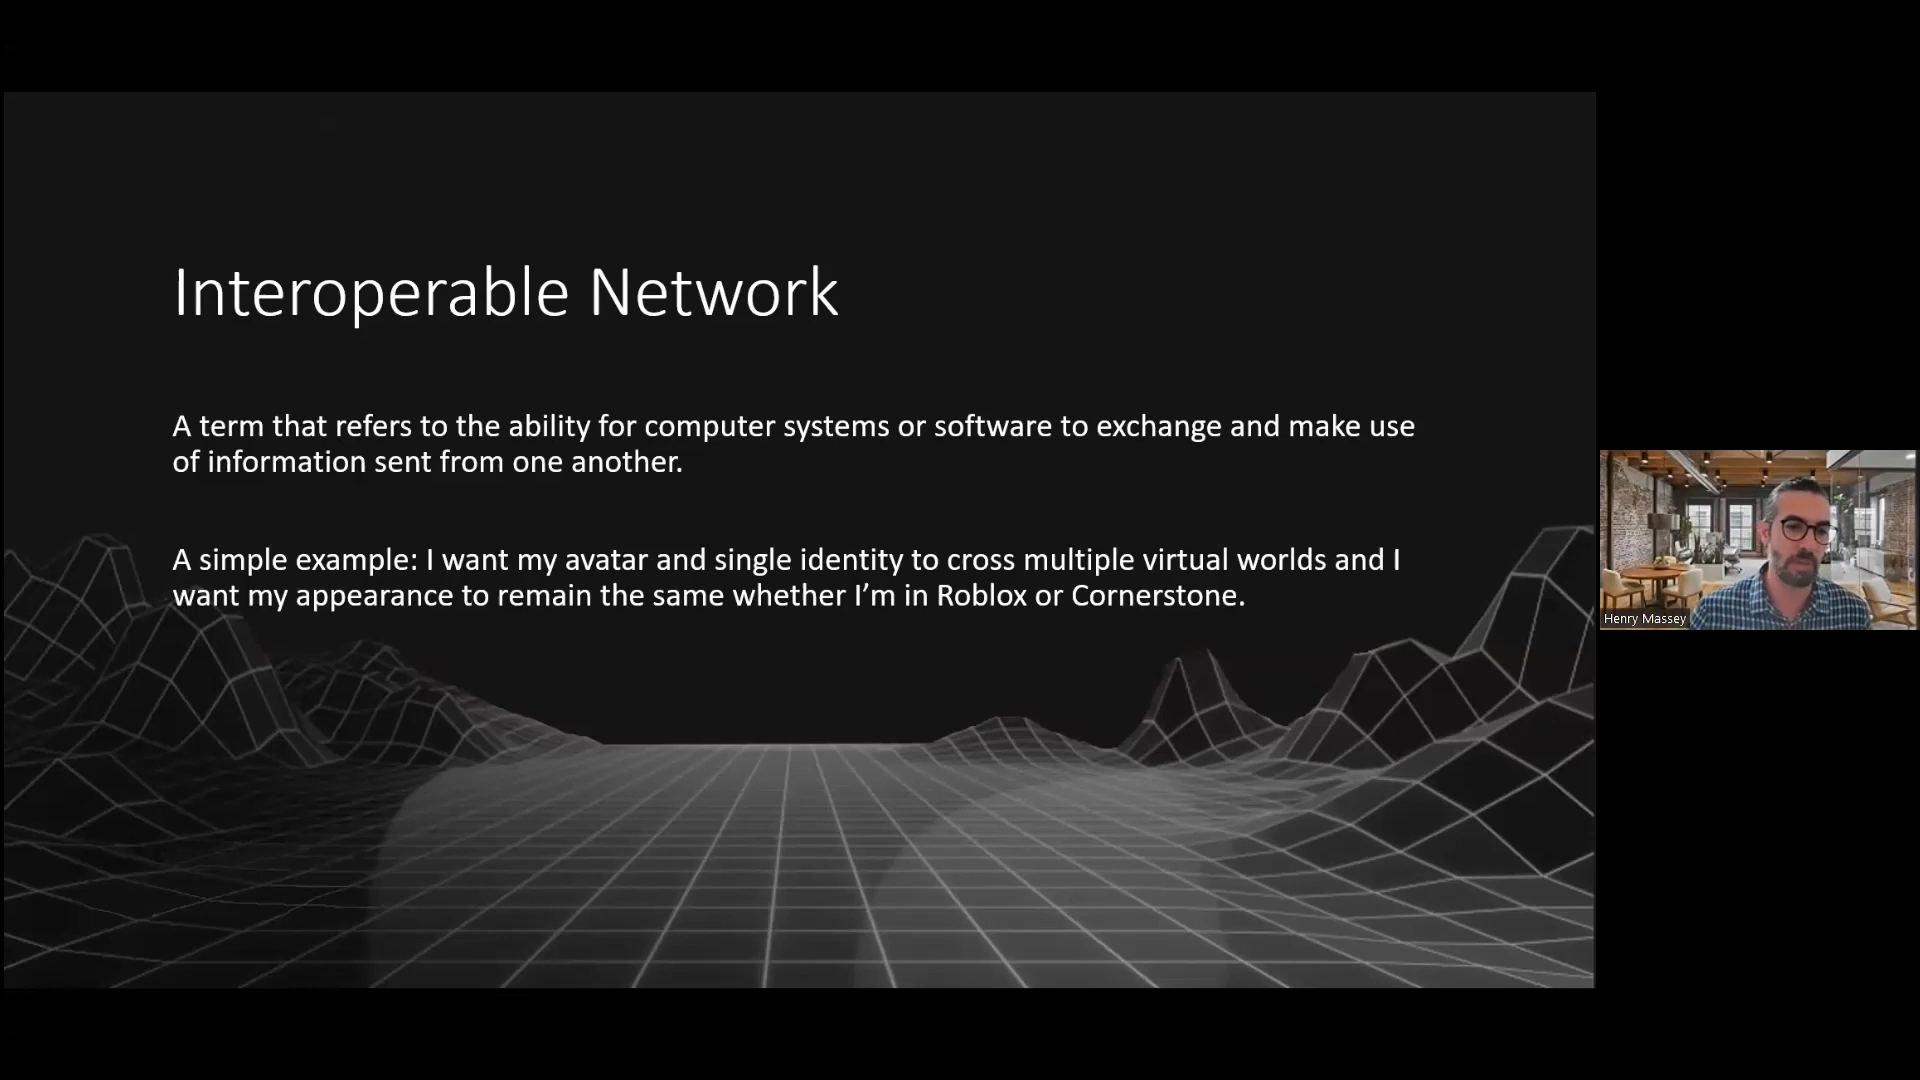 Interoperable Network
A term that refers to the ability for computer systems or software to exchange and make use
of information sent from one another.
A simple example: I want my avatar and single identity to cross multiple virtual worlds and I
want my appearance to remain the same whether I’m in Roblox or Cornerstone.
Henry Massey